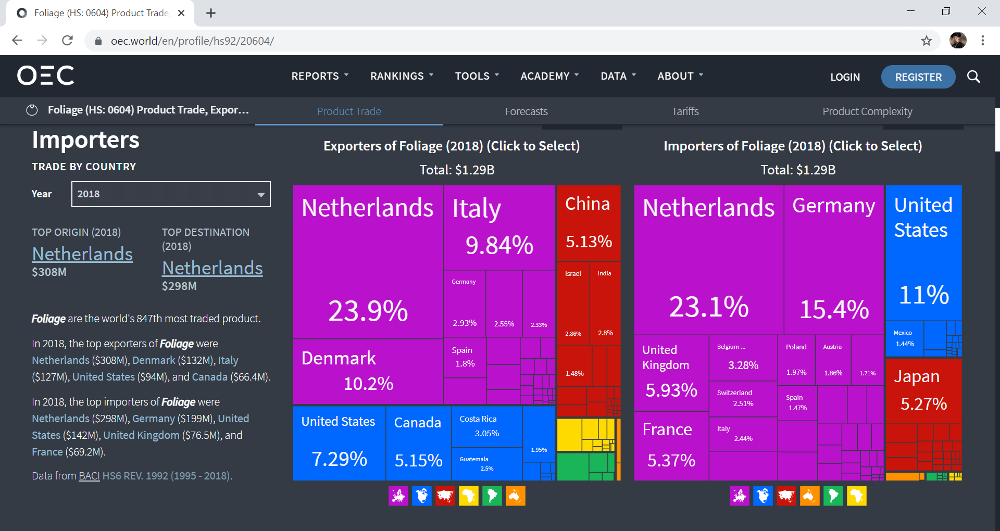 Foliage (HS: 0604) Product Trade,
oec.world/en/profile/hs92/20604/
OEC
REPORTS
RANKINGS
TOOLS
ACADEMY
DATA
ABOUT
LOGIN
REGISTER
Foliage (HS: 0604) Product Trade, Expor...
Product Trade
Forecasts
Tariffs
Product Complexity
Importers
TRADE BY COUNTRY
Year
2018
TOP ORIGIN (2018)
Netherlands
$308M
TOP DESTINATION
(2018)
Netherlands
$298M
Foliage are the world's 847th most traded product.
In 2018, the top exporters of Foliage were
Netherlands ($308M), Denmark ($132M), Italy
($127M), United States ($94M), and Canada ($66.4M).
In 2018, the top importers of Foliage were
Netherlands ($298M), Germany ($199M), United
States ($142M), United Kingdom ($76.5M), and
France ($69.2M).
Data from BACI HS6 REV. 1992 (1995 - 2018).
Exporters of Foliage (2018) (Click to Select)
Total: $1.29B
Netherlands
23.9%
Italy
9.84%
China
5.13%
Germany
2.93%
2.55%
2.33%
Israel
2.86%
India
2.8%
Denmark
10.2%
Spain
1.8%
1.48%
United States
7.29%
Canada
5.15%
Costa Rica
3.05%
Guatemala
2.5%
1.95%
Importers of Foliage (2018) (Click to Select)
Total: $1.29B
Netherlands
23.1%
Germany
15.4%
United
States
11%
United
Kingdom
5.93%
Belgium-...
3.28%
Poland
1.97%
Austria
1.86%
1.71%
Mexico
1.44%
Switzerland
2.51%
Spain
1.47%
Japan
5.27%
France
5.37%
Italy
2.44%